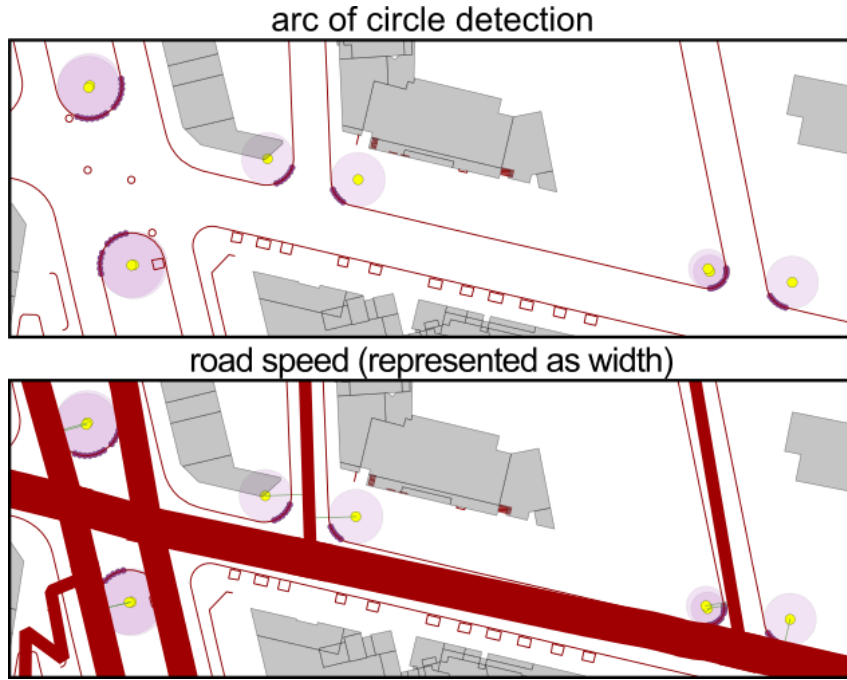 arc of circle detection
road speed (represented as width)